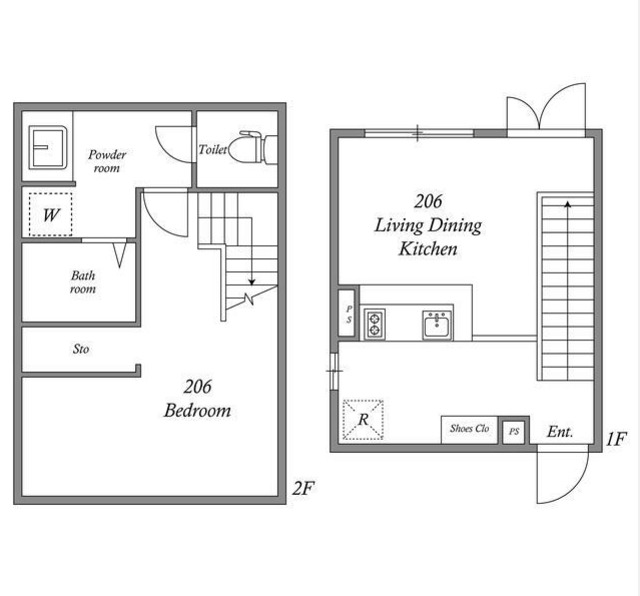 Powder
room
Toilet
W
Bath
room
Sto
206
Bedroom
2F
206
Living Dining
Kitchen
P
S
R
Shoes Clo
PS
Ent.
1F